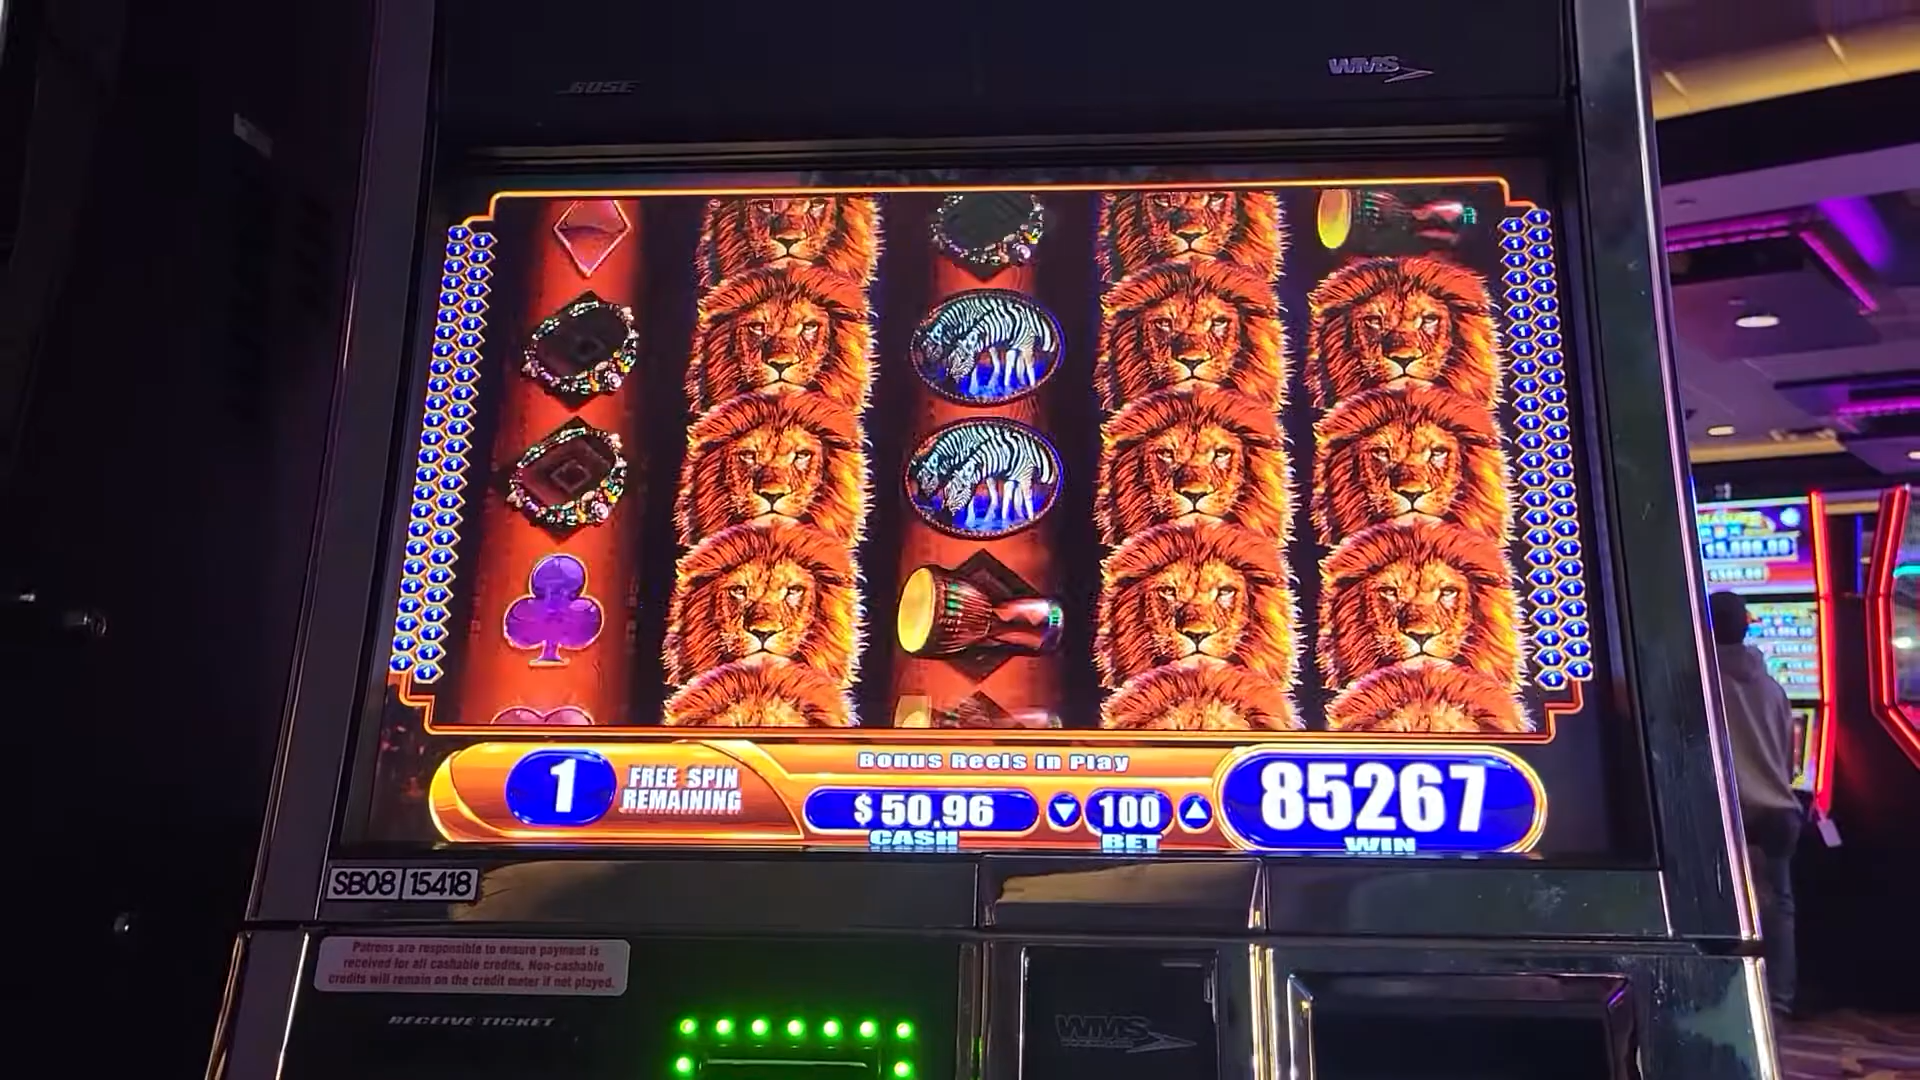 BOSE
WMS
1
FREE SPIN
REMAINING
Bonus Reels In Play
$50.96
CASH
100
BET
85267
WIN
SB08 15418
Patrons are responsible to ensure payment is
received for all cashable credits. Non-cashable
credits will remain on the credit meter if not played.
RECEIVE TICKET
WMS